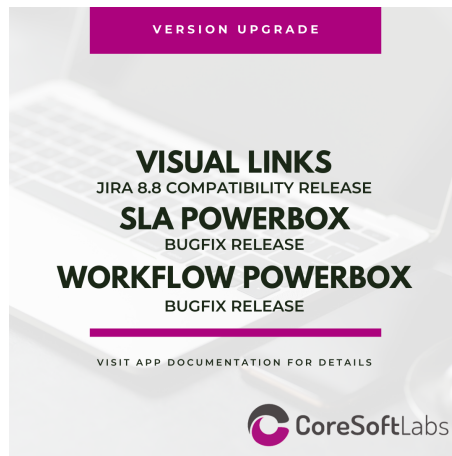 VERSION UPGRADE
VISUAL LINKS
JIRA 8.8 COMPATIBILITY RELEASE
SLA POWERBOX
BUGFIX RELEASE
WORKFLOW POWERBOX
BUGFIX RELEASE
VISIT APP DOCUMENTATION FOR DETAILS
CoreSoftLabs